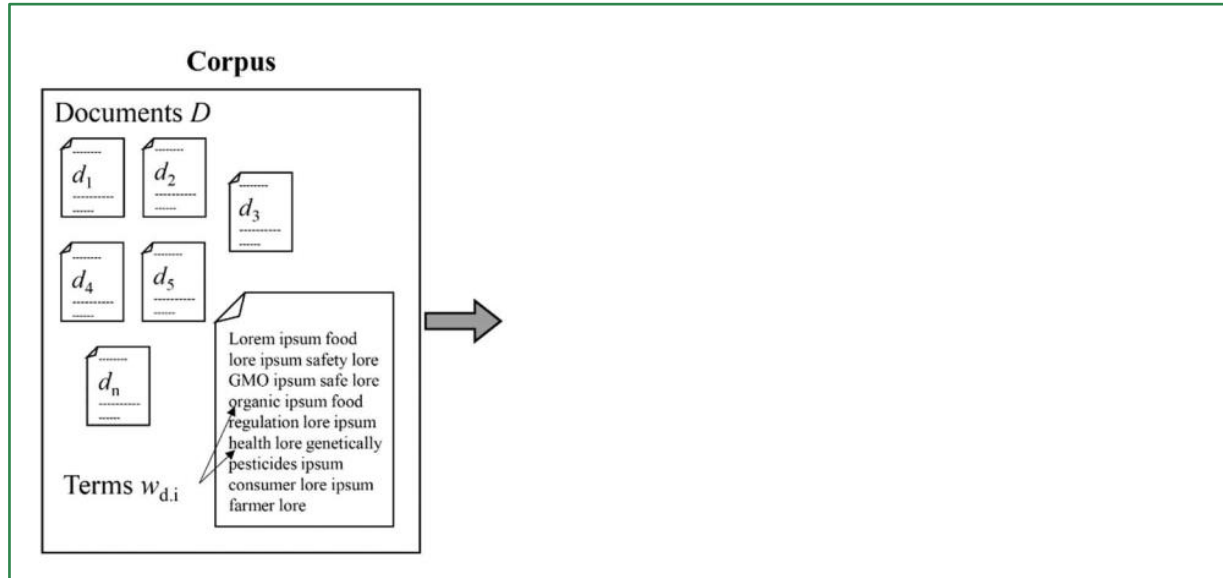 Corpus
Documents D
d1
d2
d3
d4
d5
dn
Lorem ipsum food
lore ipsum safety lore
GMO ipsum safe lore
organic ipsum food
regulation lore ipsum
health lore genetically
pesticides ipsum
consumer lore ipsum
farmer lore
Terms wd.i